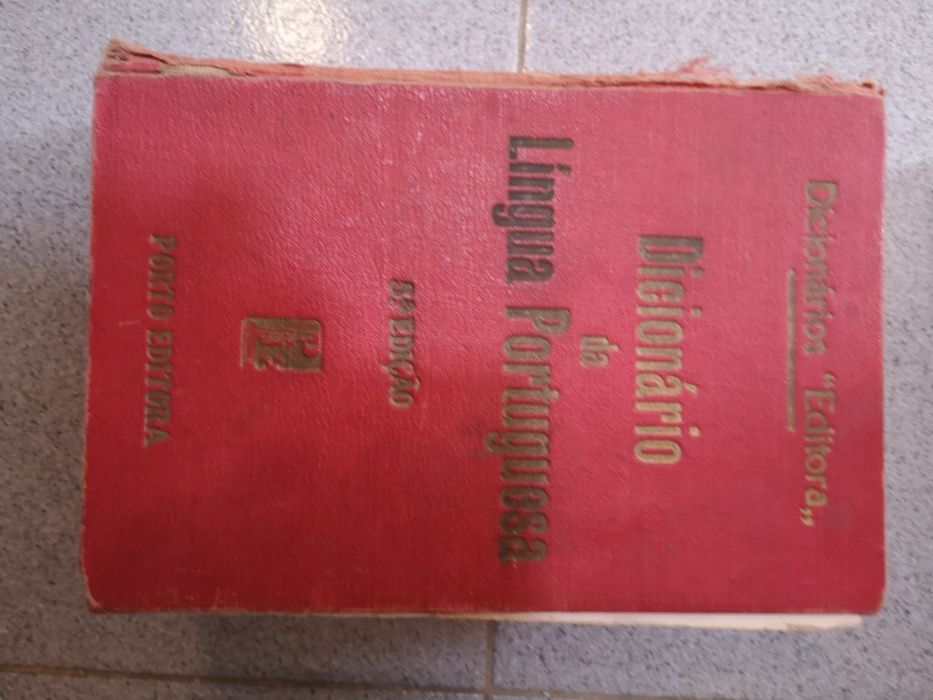 Dicionários "Editora„
Dicionário
da
Língua Portuguesa
5ª EDIÇÃO
PE
PORTO EDITORA